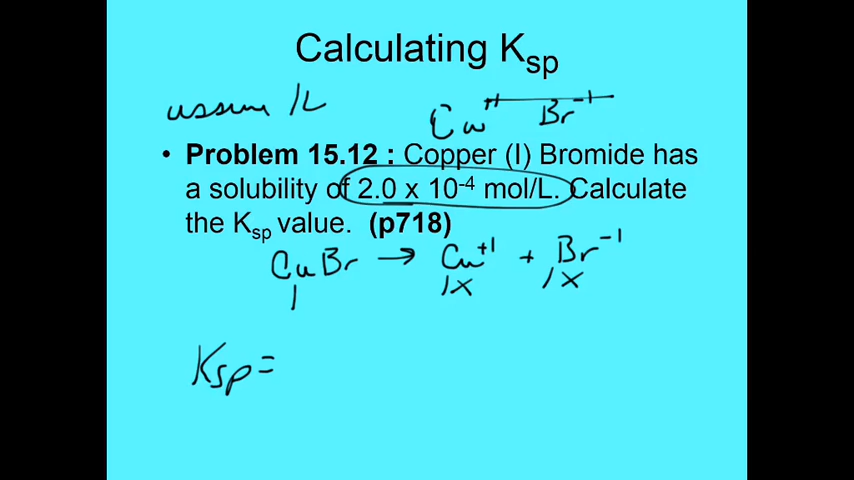 Calculating Ksp
assum 1L
Cu+1 Br-1
• Problem 15.12 : Copper (I) Bromide has
a solubility of 2.0 x 10-4 mol/L. Calculate
the Ksp value. (p718)
CuBr → Cu+1 + Br-1
1 1x 1x
Ksp=